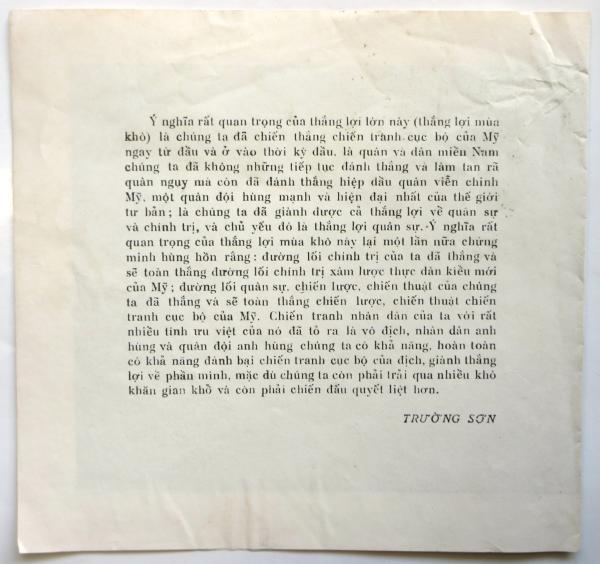 Ý nghĩa rất quan trọng của thắng lợi lớn này (thắng lợi mùa
khô) là chúng ta đã chiến thắng chiến tranh cục bộ của Mỹ
ngay từ đầu và ở vào thời kỳ đầu, là quân và dân miền Nam
chúng ta đã không những tiếp tục đánh thắng và làm tan rã
quân ngụy mà còn đã đánh thắng hiệp đầu quân viễn chinh
Mỹ, một quân đội hùng mạnh và hiện đại nhất của thế giới
tư bản; là chúng ta đã giành được cả thắng lợi về quân sự
và chính trị, và chủ yếu đó là thắng lợi quân sự. Ý nghĩa rất
quan trọng của thắng lợi mùa khô này lại một lần nữa chứng
minh hùng hồn rằng: đường lối chính trị của ta đã thắng và
sẽ toàn thắng đường lối chính trị xâm lược thực dân kiểu mới
của Mỹ; đường lối quân sự, chiến lược, chiến thuật của chúng
ta đã thắng và sẽ toàn thắng chiến lược, chiến thuật chiến
tranh cục bộ của Mỹ. Chiến tranh nhân dân của ta với rất
nhiều tính ưu việt của nó đã tỏ ra là vô địch, nhân dân anh
hùng và quân đội anh hùng chúng ta có khả năng, hoàn toàn
có khả năng đánh bại chiến tranh cục bộ của địch, giành thắng
lợi về phần mình, mặc dù chúng ta còn phải trải qua nhiều khó
khăn gian khổ và còn phải chiến đấu quyết liệt hơn.
TRƯỜNG SƠN